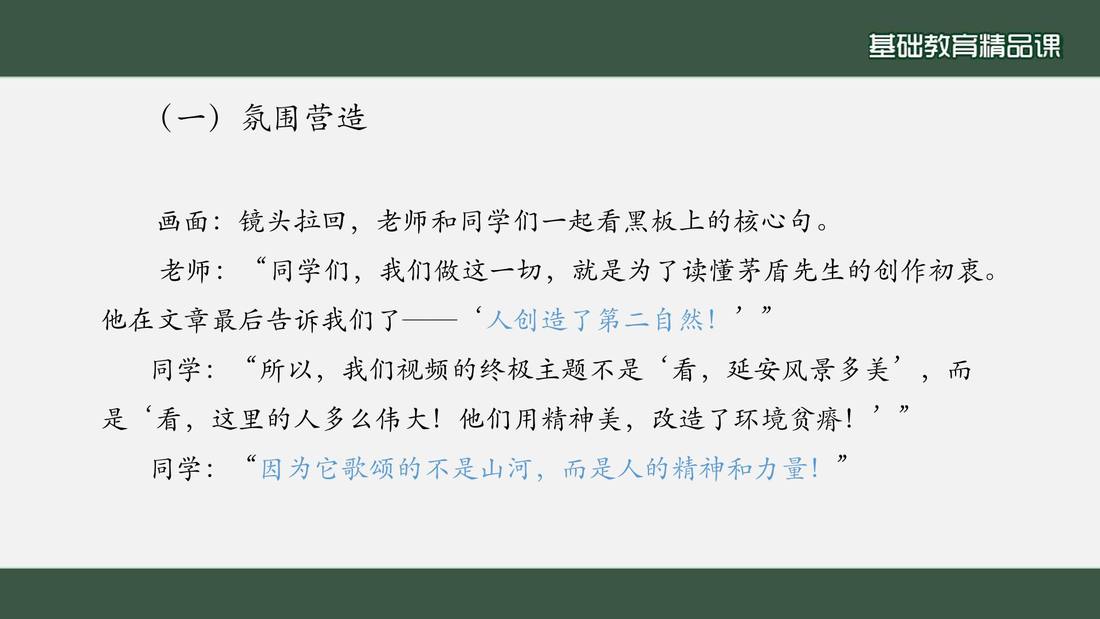 基础教育精品课
（一）氛围营造
画面：镜头拉回，老师和同学们一起看黑板上的核心句。
老师：“同学们，我们做这一切，就是为了读懂茅盾先生的创作初衷。
他在文章最后告诉我们了——‘人创造了第二自然！’”
同学：“所以，我们视频的终极主题不是‘看，延安风景多美’，而
是‘看，这里的人多么伟大！他们用精神美，改造了环境贫瘠！’”
同学：“因为它歌颂的不是山河，而是人的精神和力量！”